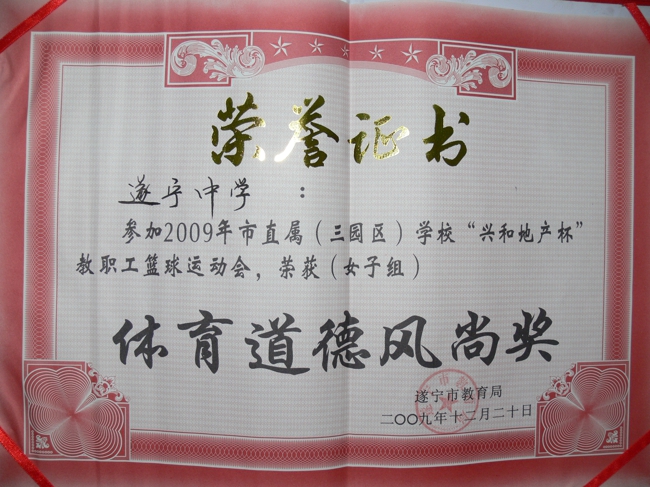 荣誉证书
遂宁中学：
参加2009年市直属（三园区）学校“兴和地产杯”
教职工篮球运动会，荣获（女子组）
体育道德风尚奖
遂宁市教育局
二〇〇九年十二月二十日